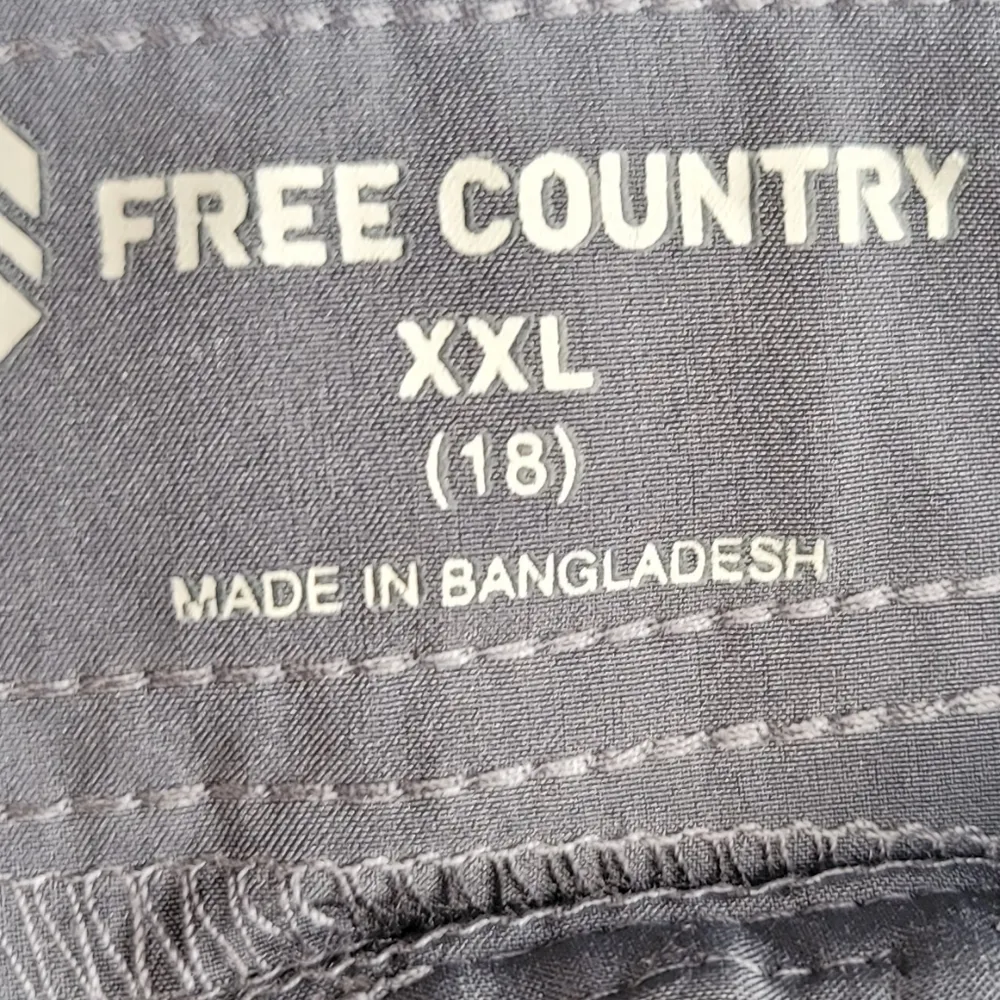 FREE COUNTRY
XXL
(18)
MADE IN BANGLADESH